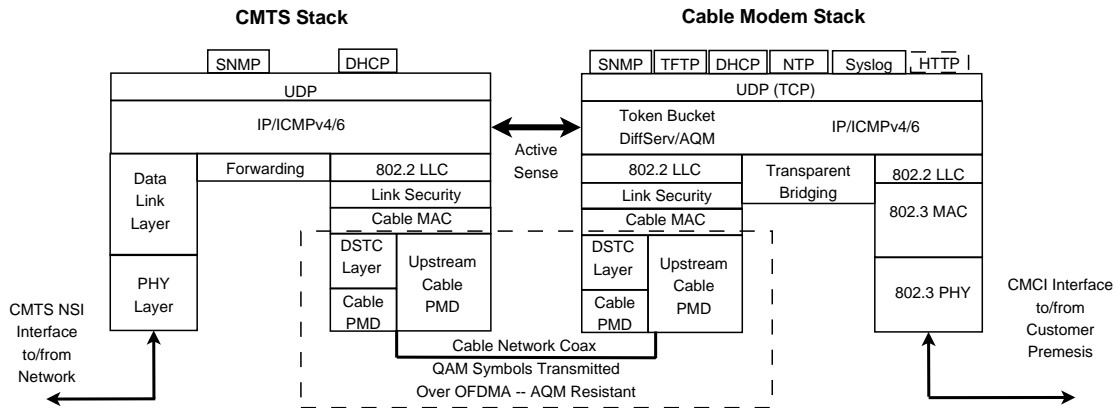 CMTS Stack
SNMP
DHCP
UDP
IP/ICMPv4/6
Data
Link
Layer
Forwarding
802.2 LLC
Link Security
Cable MAC
DSTC
Layer
Cable
PMD
Upstream
Cable
PMD
PHY
Layer
CMTS NSI
Interface
to/from
Network
Active
Sense
Cable Modem Stack
SNMP
TFTP
DHCP
NTP
Syslog
HTTP
UDP (TCP)
Token Bucket
DiffServ/AQM
IP/ICMPv4/6
802.2 LLC
Link Security
Cable MAC
DSTC
Layer
Cable
PMD
Upstream
Cable
PMD
Transparent
Bridging
802.2 LLC
802.3 MAC
802.3 PHY
CMCI Interface
to/from
Customer
Premesis
Cable Network Coax
QAM Symbols Transmitted
Over OFDMA -- AQM Resistant